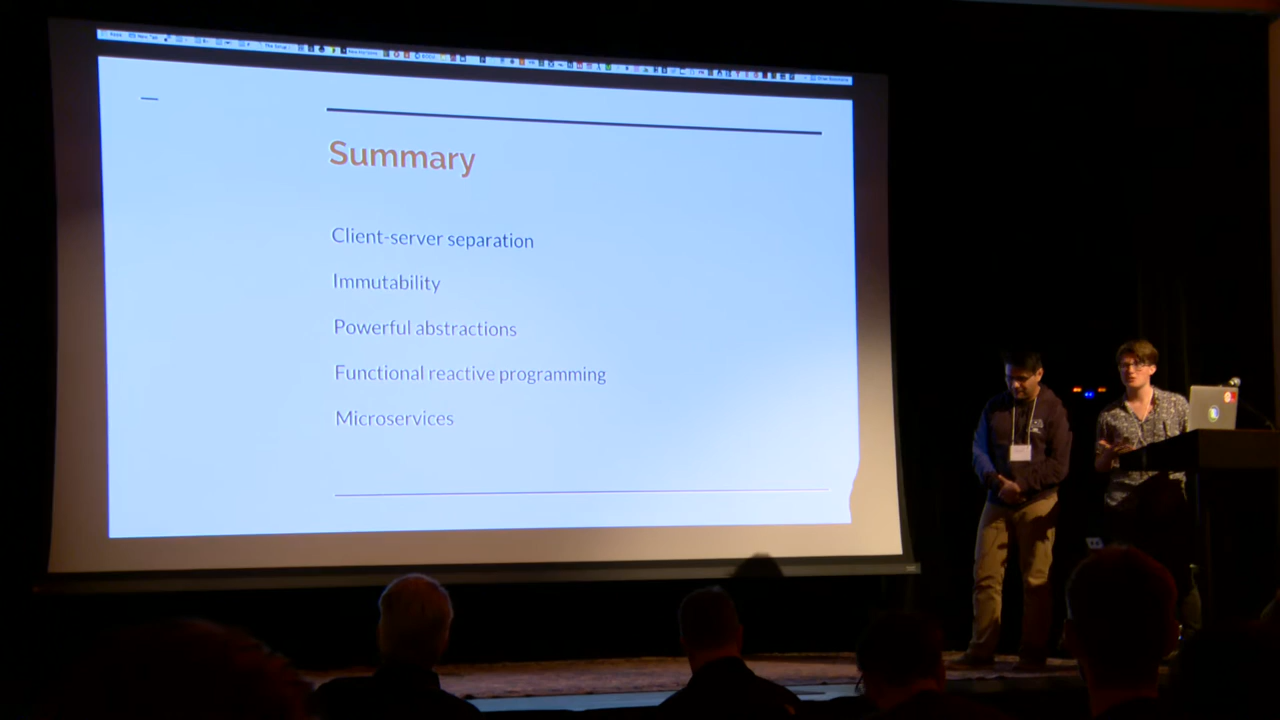 Summary
Client-server separation
Immutability
Powerful abstractions
Functional reactive programming
Microservices